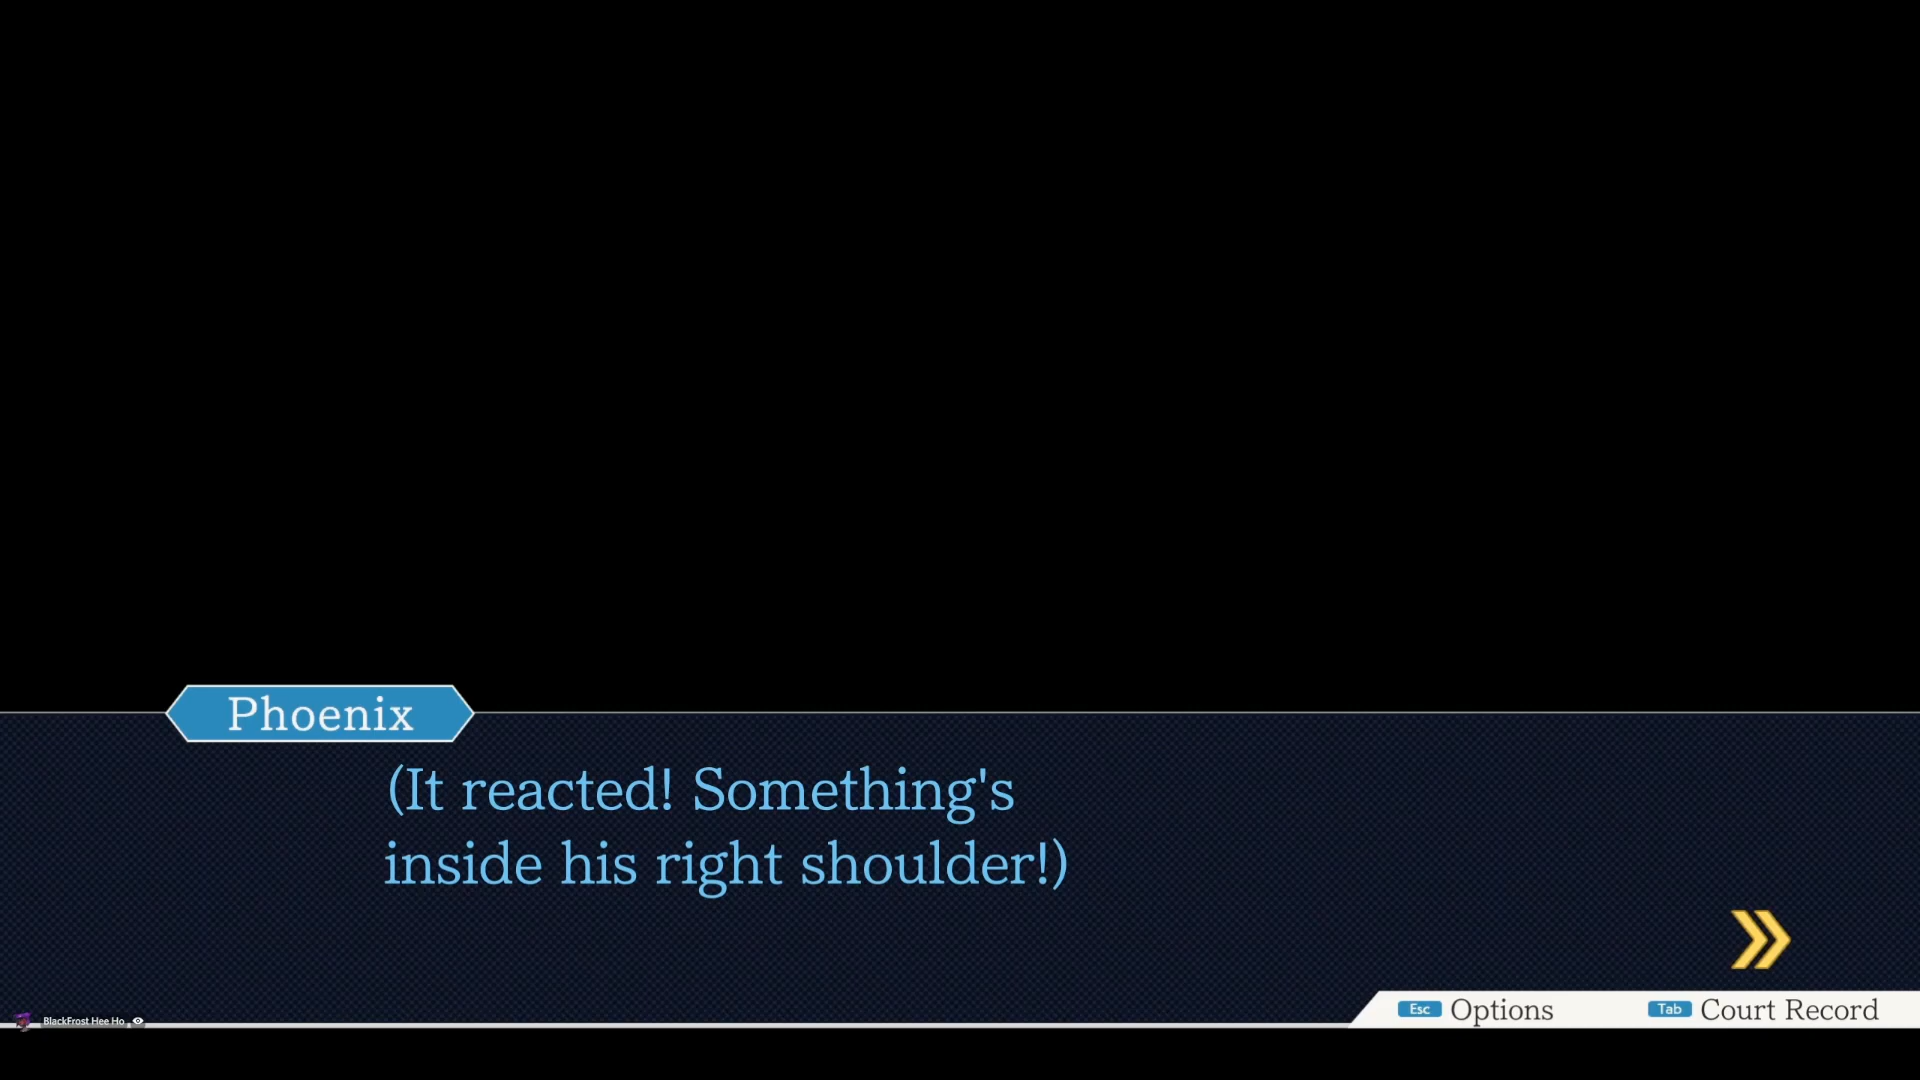 Phoenix
(It reacted! Something's
inside his right shoulder!)
Esc Options
Tab Court Record
BlackFrost Hee Ho